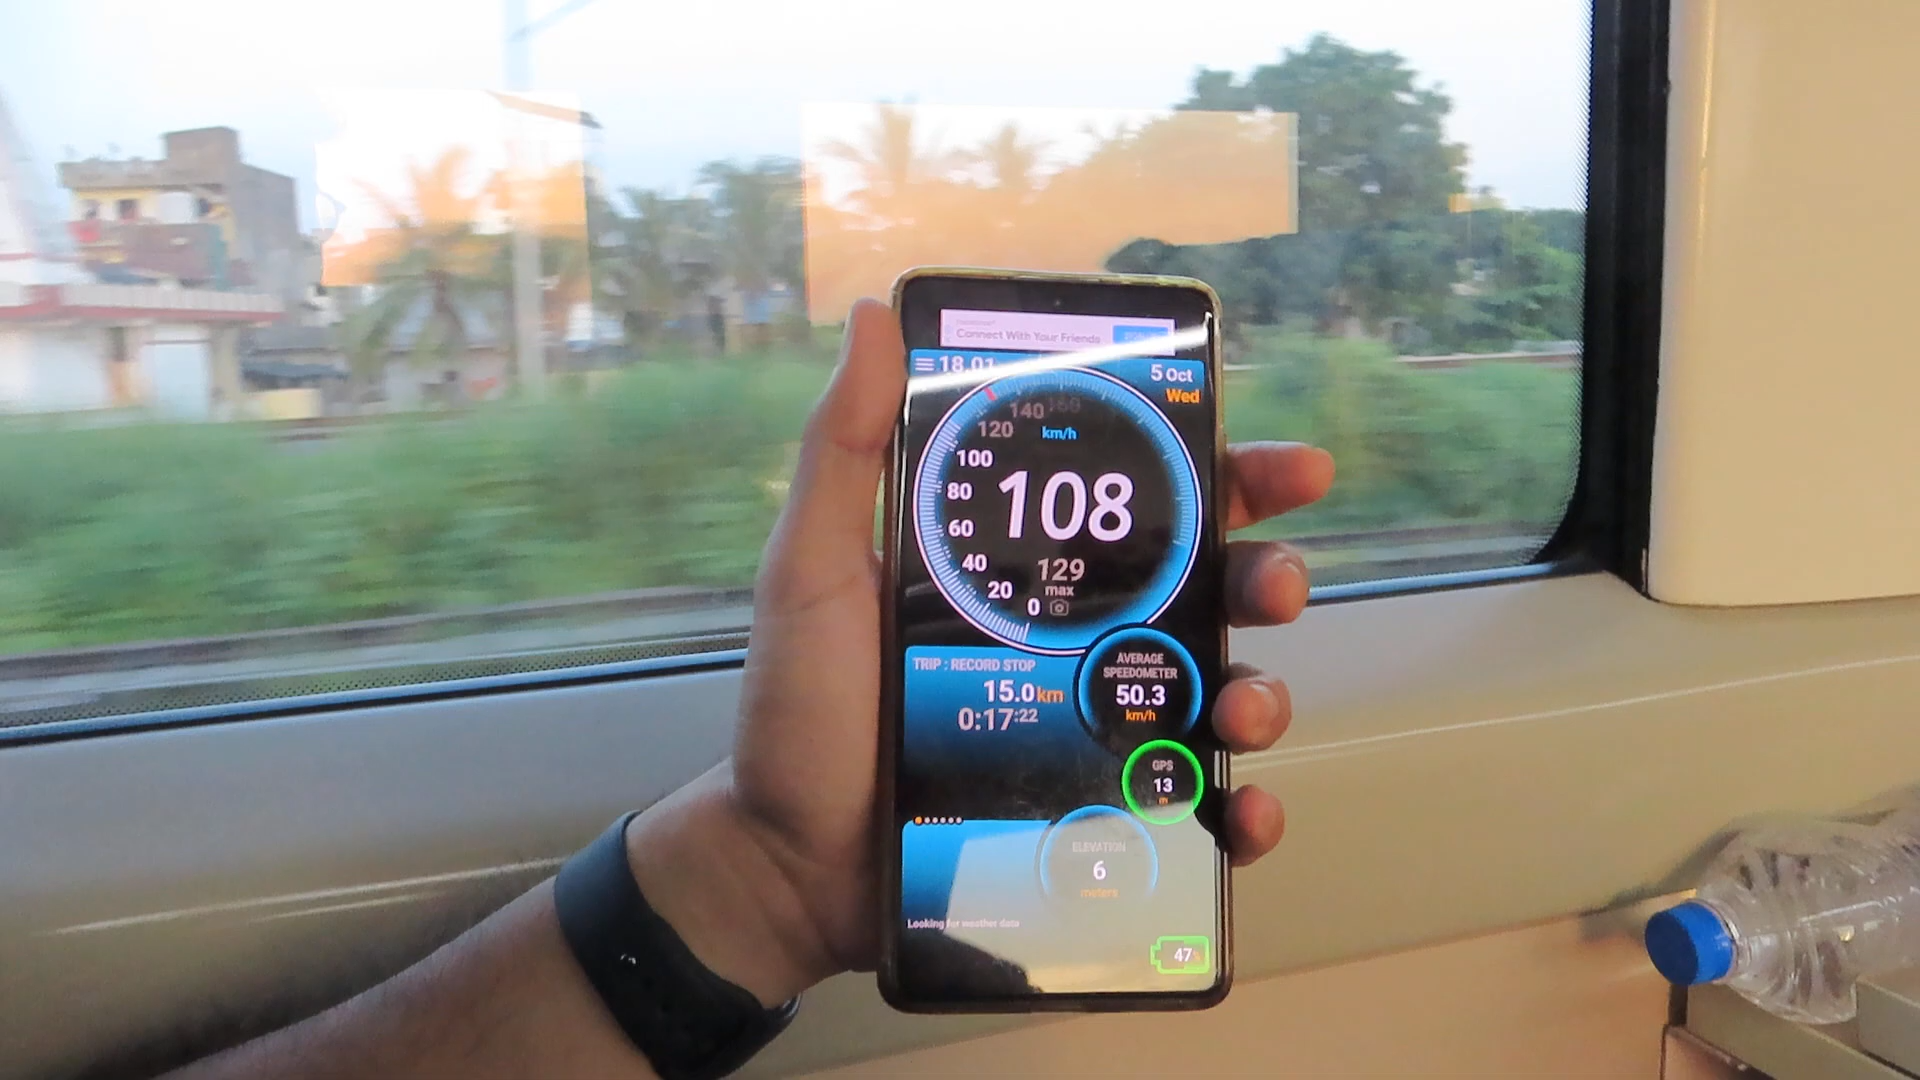 Connect With Your Friends
18.01
5 Oct
Wed
160
140
120
km/h
100
80
108
60
40
129
20
max
0
TRIP : RECORD STOP
15.0km
0:17:22
AVERAGE
SPEEDOMETER
50.3
km/h
GPS
13
m
ELEVATION
6
meters
Looking for weather data
47%